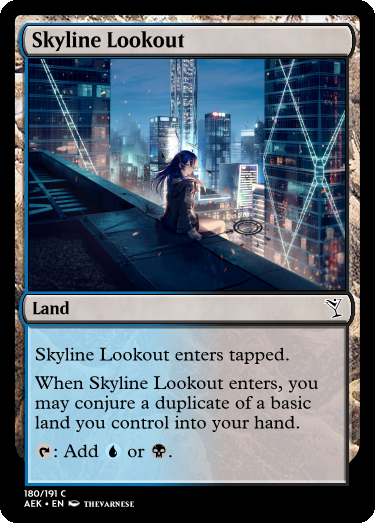 Skyline Lookout
Land
Skyline Lookout enters tapped.
When Skyline Lookout enters, you
may conjure a duplicate of a basic
land you control into your hand.
: Add or .
180/191 C
AEK • EN THEVARNESE